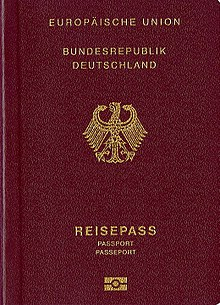 EUROPÄISCHE UNION
BUNDESREPUBLIK
DEUTSCHLAND
REISEPASS
PASSPORT
PASSEPORT